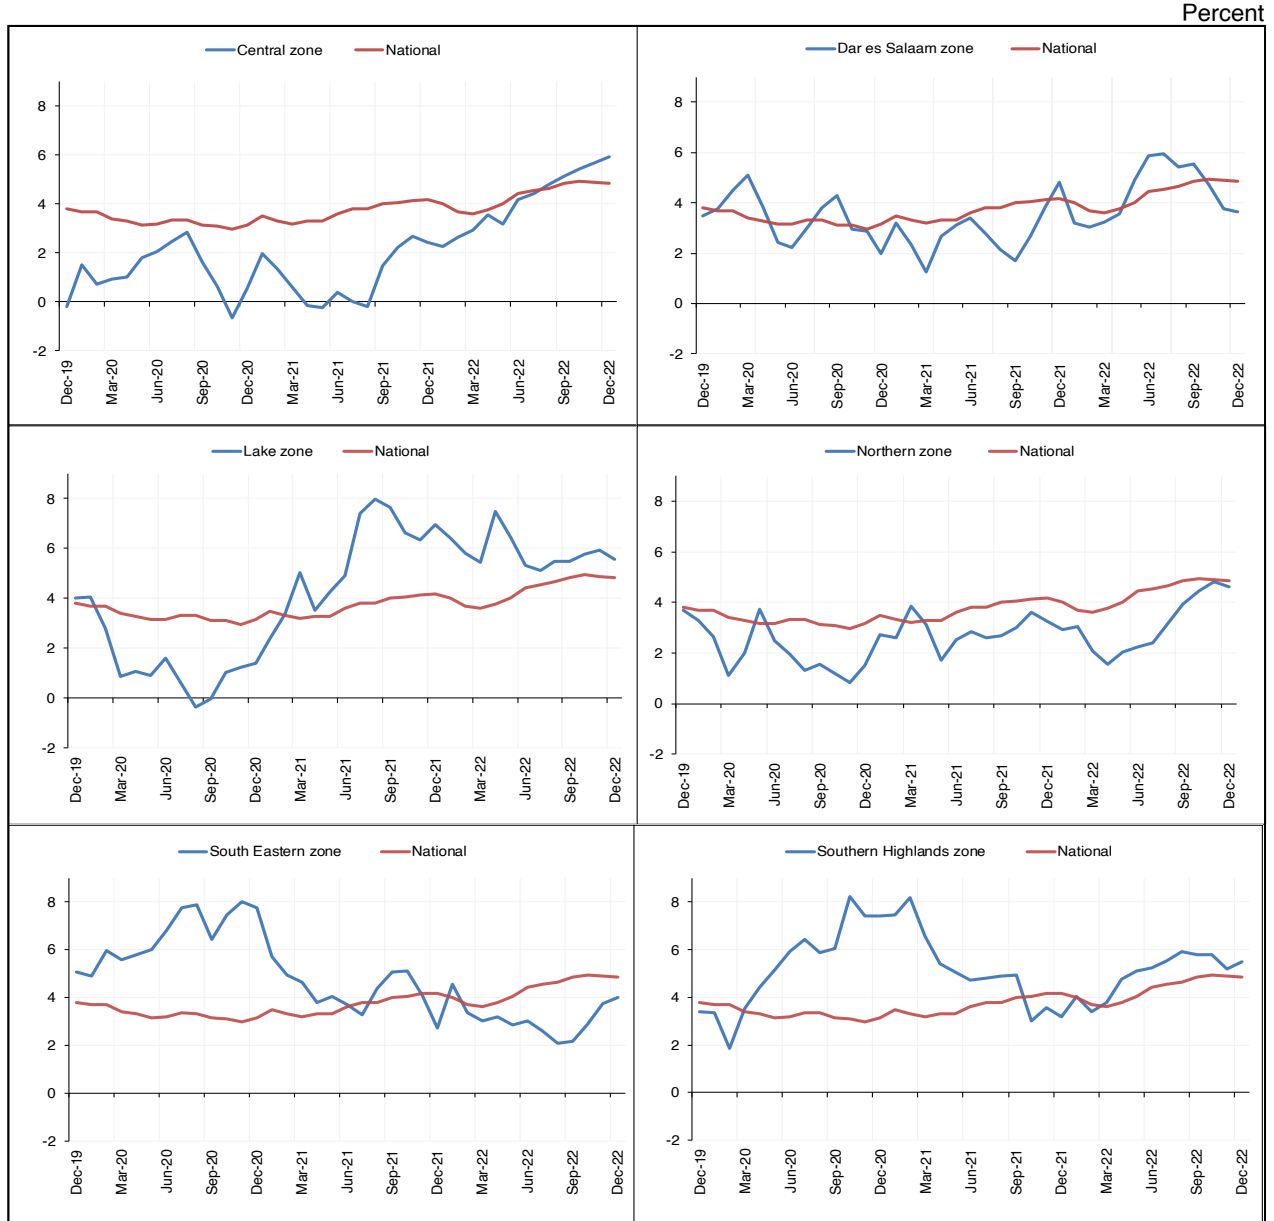 Percent
Central zone National
8
6
4
2
0
-2
Dec-19 Mar-20 Jun-20 Sep-20 Dec-20 Mar-21 Jun-21 Sep-21 Dec-21 Mar-22 Jun-22 Sep-22 Dec-22
Dar es Salaam zone National
8
6
4
2
0
-2
Dec-19 Mar-20 Jun-20 Sep-20 Dec-20 Mar-21 Jun-21 Sep-21 Dec-21 Mar-22 Jun-22 Sep-22 Dec-22
Lake zone National
8
6
4
2
0
-2
Dec-19 Mar-20 Jun-20 Sep-20 Dec-20 Mar-21 Jun-21 Sep-21 Dec-21 Mar-22 Jun-22 Sep-22 Dec-22
Northern zone National
8
6
4
2
0
-2
Dec-19 Mar-20 Jun-20 Sep-20 Dec-20 Mar-21 Jun-21 Sep-21 Dec-21 Mar-22 Jun-22 Sep-22 Dec-22
South Eastern zone National
8
6
4
2
0
-2
Dec-19 Mar-20 Jun-20 Sep-20 Dec-20 Mar-21 Jun-21 Sep-21 Dec-21 Mar-22 Jun-22 Sep-22 Dec-22
Southern Highlands zone National
8
6
4
2
0
-2
Dec-19 Mar-20 Jun-20 Sep-20 Dec-20 Mar-21 Jun-21 Sep-21 Dec-21 Mar-22 Jun-22 Sep-22 Dec-22